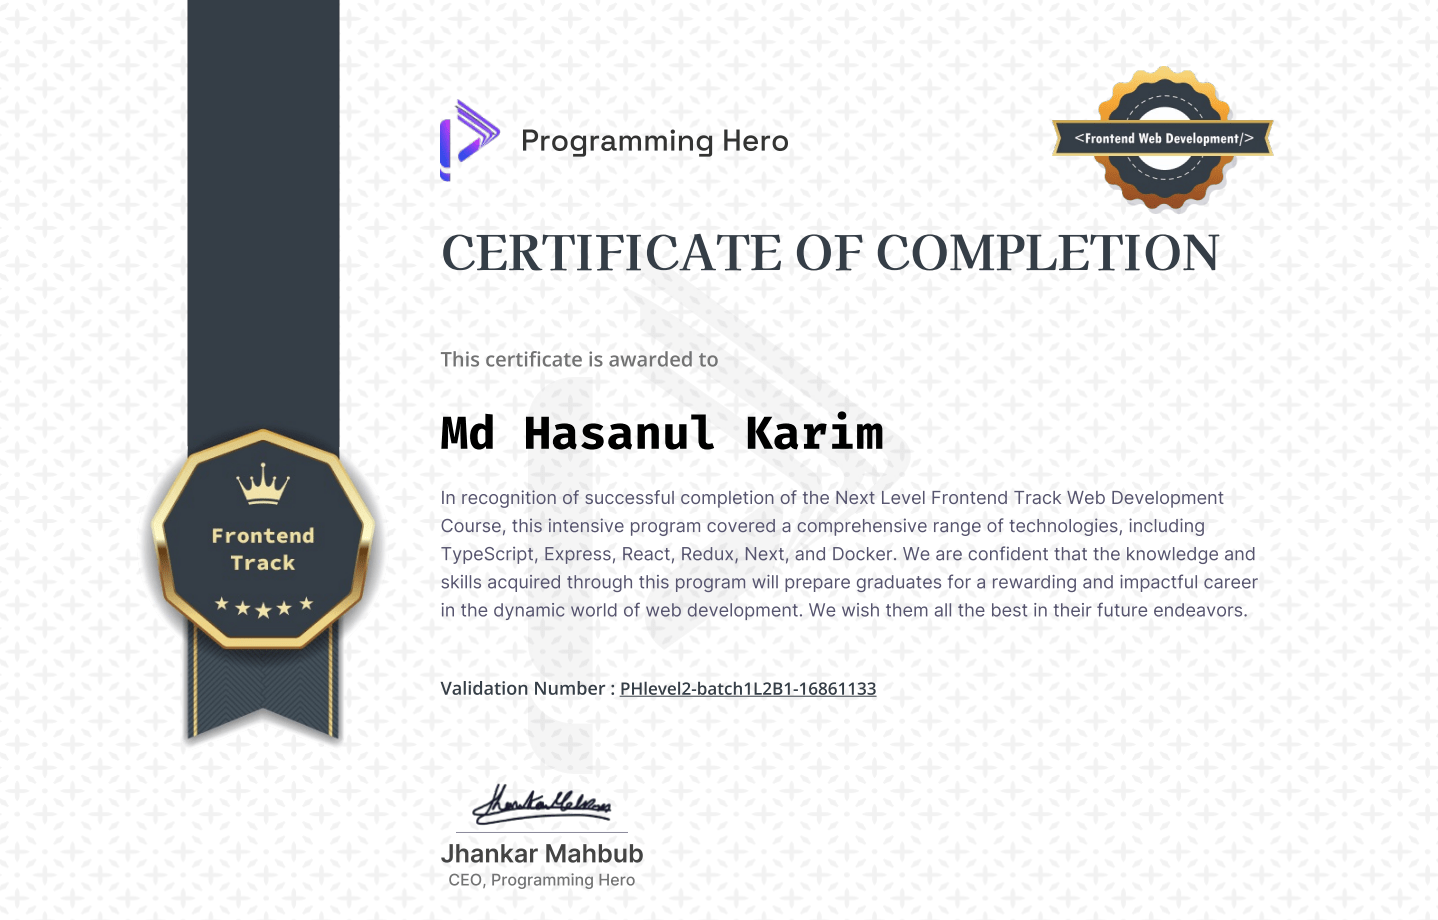 Programming Hero
<Frontend Web Development/>
CERTIFICATE OF COMPLETION
This certificate is awarded to
Md Hasanul Karim
In recognition of successful completion of the Next Level Frontend Track Web Development
Course, this intensive program covered a comprehensive range of technologies, including
TypeScript, Express, React, Redux, Next, and Docker. We are confident that the knowledge and
skills acquired through this program will prepare graduates for a rewarding and impactful career
in the dynamic world of web development. We wish them all the best in their future endeavors.
Frontend
Track
Validation Number : PHlevel2-batch1L2B1-16861133
Jhankar Mahbub
CEO, Programming Hero